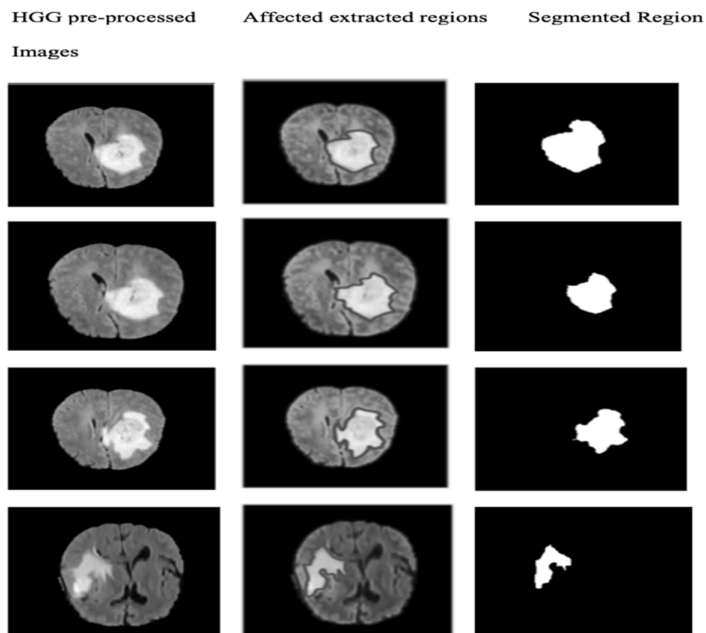 HGG pre-processed Images
Affected extracted regions
Segmented Region